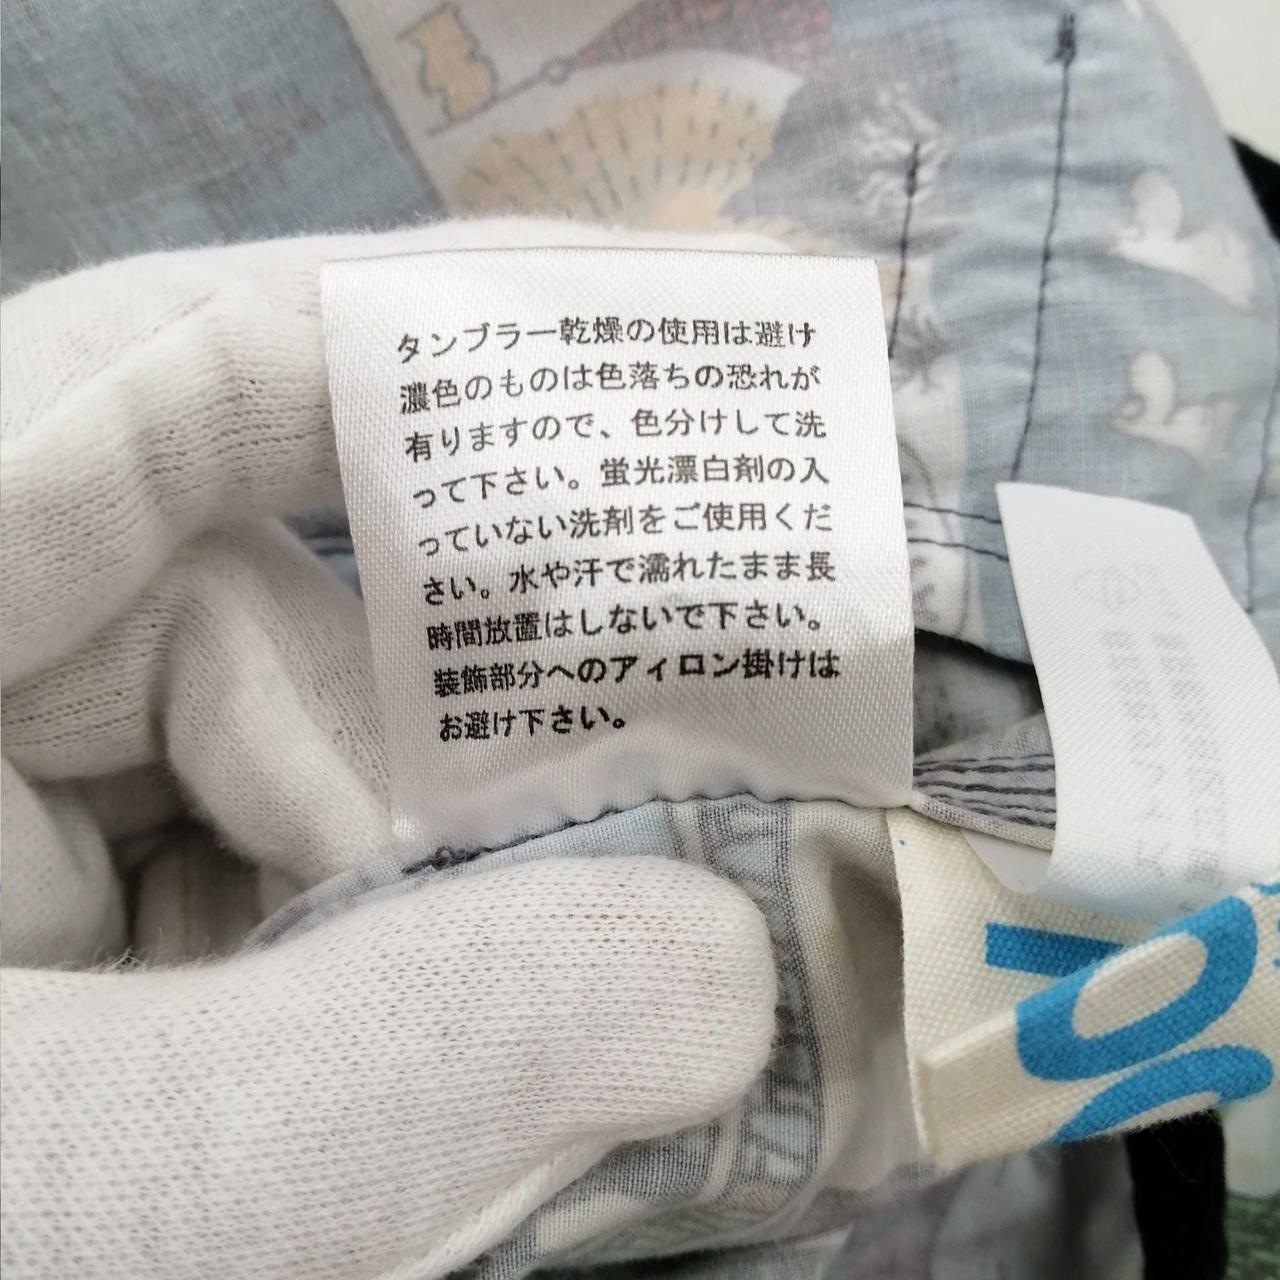 タンブラー乾燥の使用は避け
濃色のものは色落ちの恐れが
有りますので、色分けして洗
って下さい。蛍光漂白剤の入
っていない洗剤をご使用くだ
さい。水や汗で濡れたまま長
時間放置はしないで下さい。
装飾部分へのアィロン掛けは
お避け下さい。